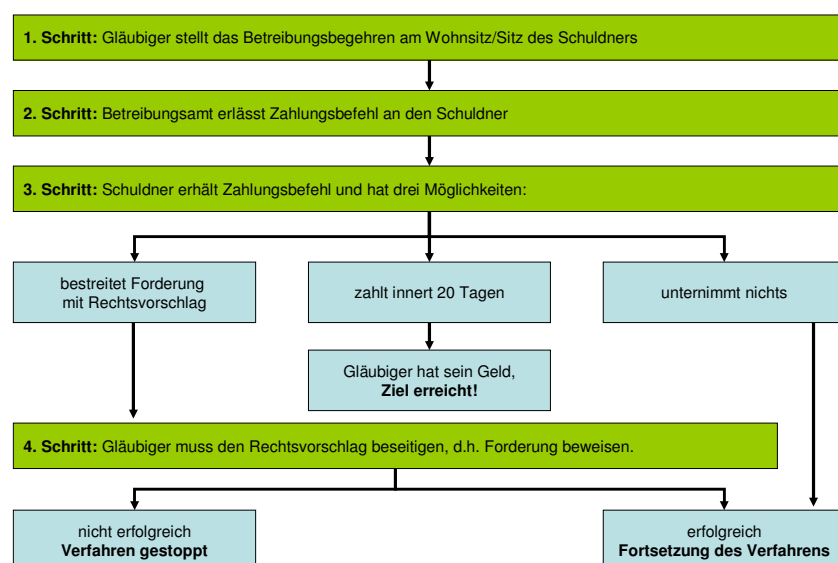 1. Schritt: Gläubiger stellt das Betreibungsbegehren am Wohnsitz/Sitz des Schuldners
2. Schritt: Betreibungsamt erlässt Zahlungsbefehl an den Schuldner
3. Schritt: Schuldner erhält Zahlungsbefehl und hat drei Möglichkeiten:
bestreitet Forderung
mit Rechtsvorschlag
zahlt innert 20 Tagen
unternimmt nichts
Gläubiger hat sein Geld,
Ziel erreicht!
4. Schritt: Gläubiger muss den Rechtsvorschlag beseitigen, d.h. Forderung beweisen.
nicht erfolgreich
Verfahren gestoppt
erfolgreich
Fortsetzung des Verfahrens